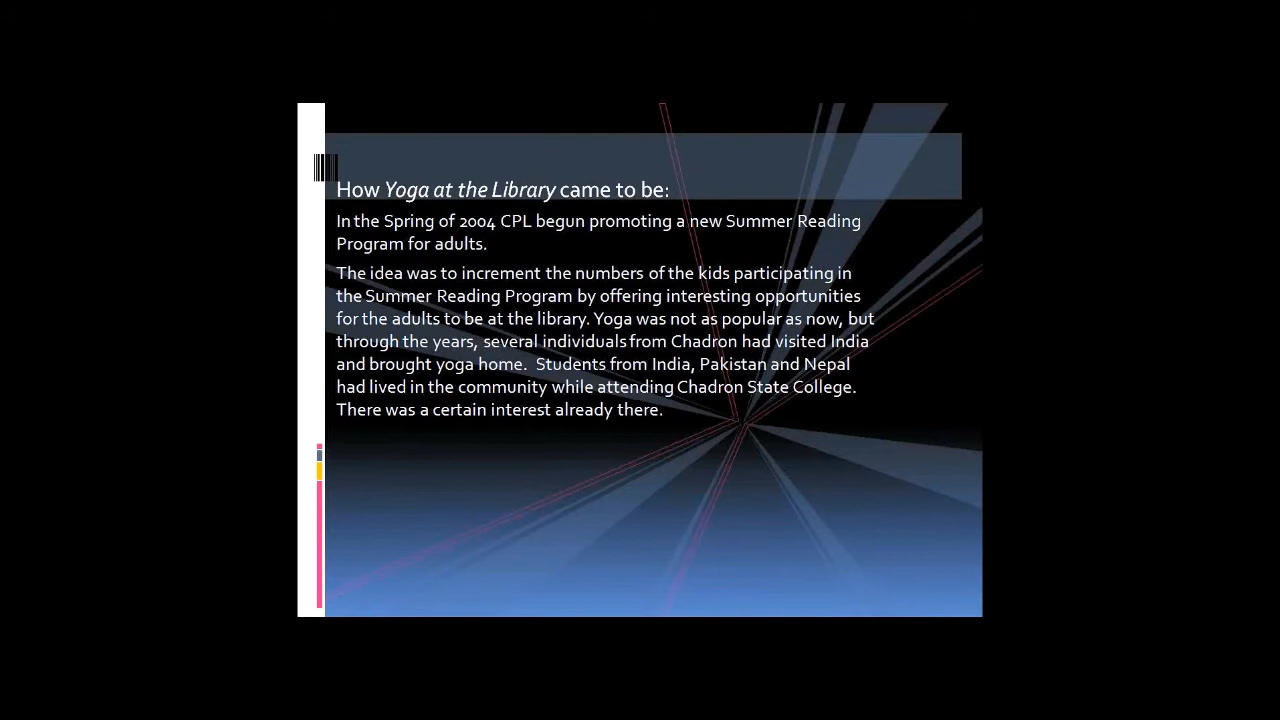 How Yoga at the Library came to be:
In the Spring of 2004 CPL begun promoting a new Summer Reading
Program for adults.
The idea was to increment the numbers of the kids participating in
the Summer Reading Program by offering interesting opportunities
for the adults to be at the library. Yoga was not as popular as now, but
through the years, several individuals from Chadron had visited India
and brought yoga home.  Students from India, Pakistan and Nepal
had lived in the community while attending Chadron State College.
There was a certain interest already there.